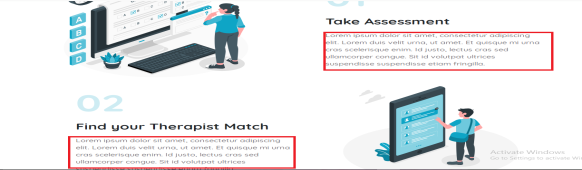 01
A
B
C
D
Take Assessment
Lorem ipsum dolor sit amet, consectetur adipiscing
elit. Lorem duis velit urna, ut amet. Et quisque mi urna
cras scelerisque enim. Id justo, lectus cras sed
ullamcorper congue. Sit id volutpat ultrices
suspendisse suspendisse etiam fringilla.
02
Find your Therapist Match
Lorem ipsum dolor sit amet, consectetur adipiscing
elit. Lorem duis velit urna, ut amet. Et quisque mi urna
cras scelerisque enim. Id justo, lectus cras sed
ullamcorper congue. Sit id volutpat ultrices
Activate Windows
Go to Settings to activate Wi